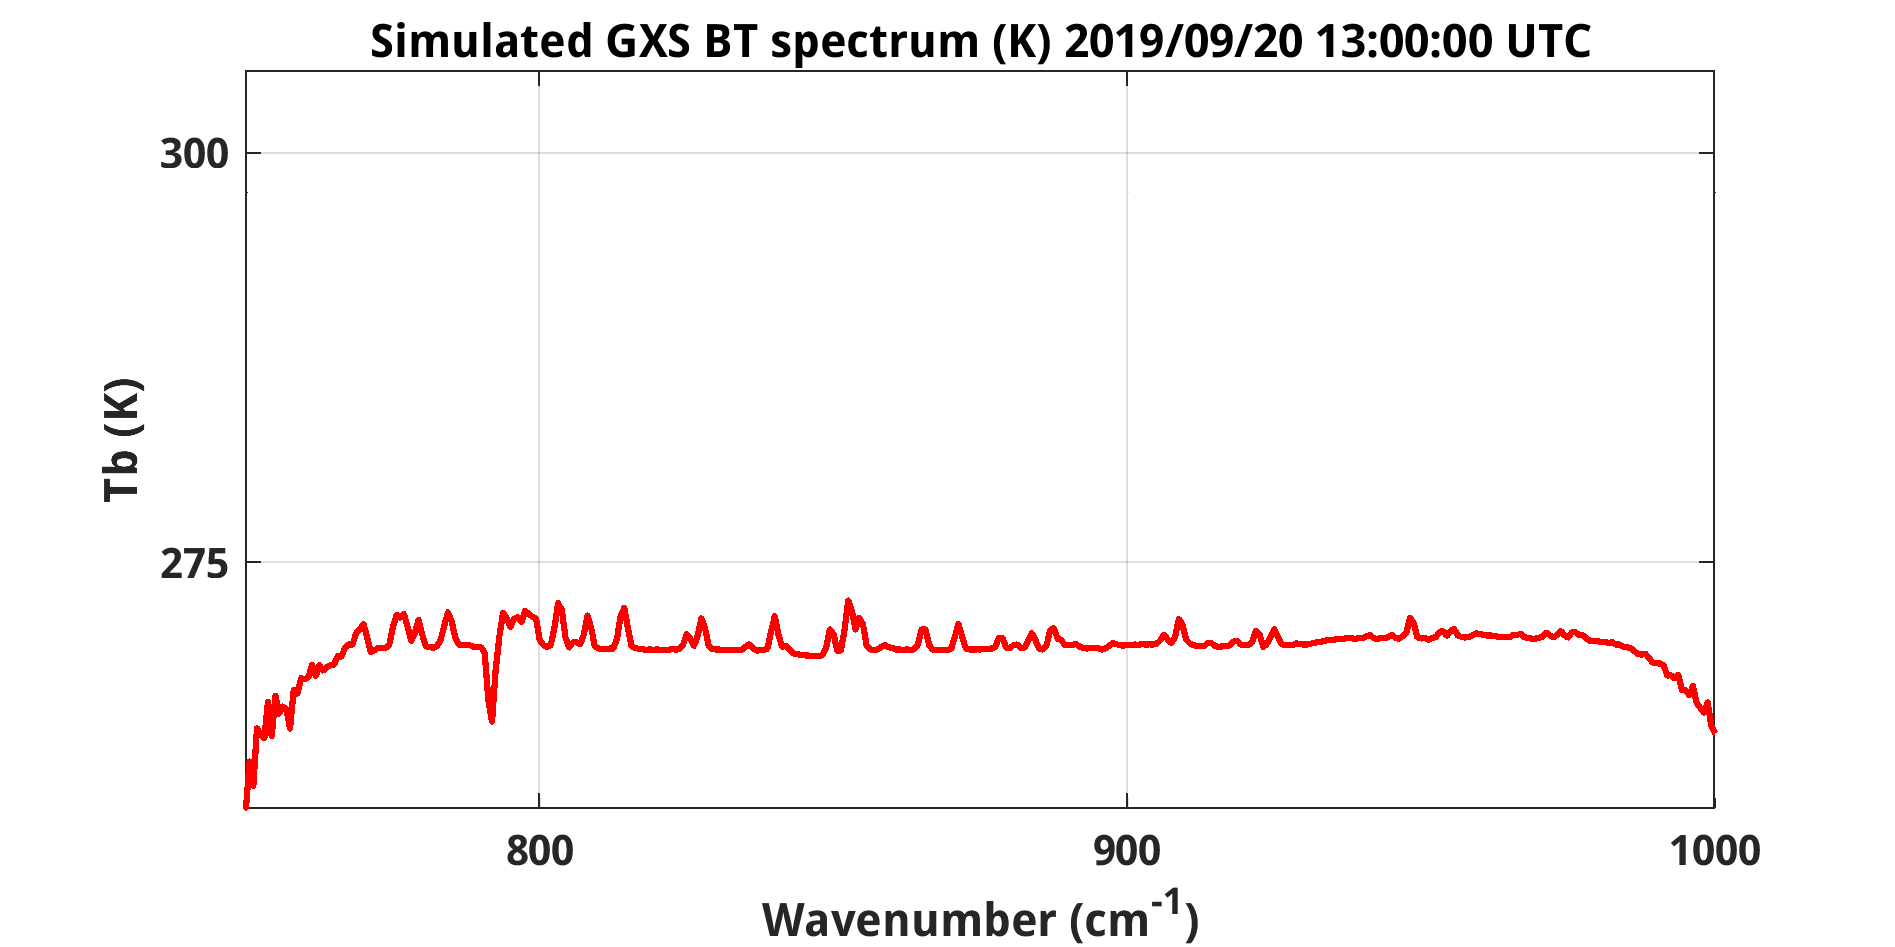 Simulated GXS BT spectrum (K) 2019/09/20 13:00:00 UTC
300
275
Tb (K)
800
900
1000
Wavenumber (cm-1)